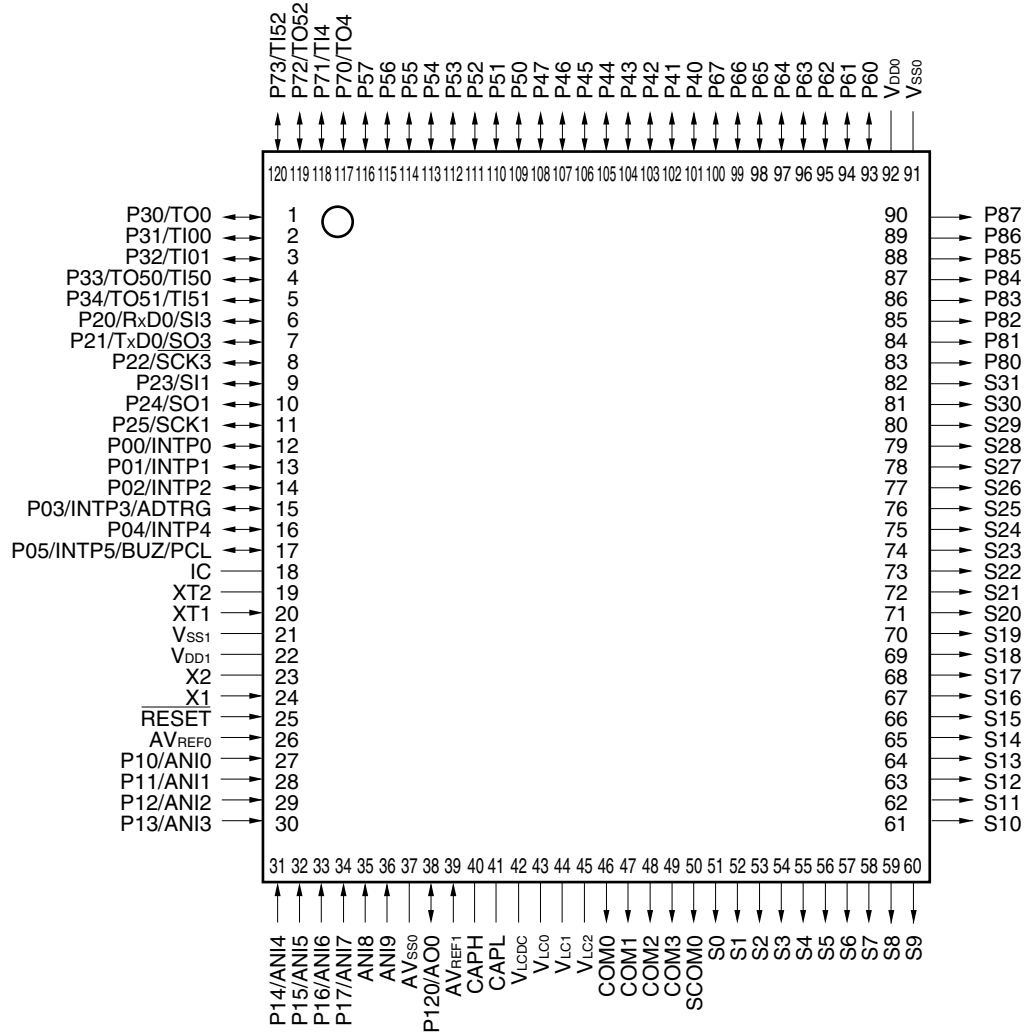 P73/TI52
P72/TO52
P71/TI4
P70/TO4
P57
P56
P55
P54
P53
P52
P51
P50
P47
P46
P45
P44
P43
P42
P41
P40
P67
P66
P65
P64
P63
P62
P61
P60
VDD0
VSS0
120 119 118 117 116 115 114 113 112 111 110 109 108 107 106 105 104 103 102 101 100 99 98 97 96 95 94 93 92 91
P30/TO0 1 90 P87
P31/TI00 2 89 P86
P32/TI01 3 88 P85
P33/TO50/TI50 4 87 P84
P34/TO51/TI51 5 86 P83
P20/RxD0/SI3 6 85 P82
P21/TxD0/SO3 7 84 P81
P22/SCK3 8 83 P80
P23/SI1 9 82 S31
P24/SO1 10 81 S30
P25/SCK1 11 80 S29
P00/INTP0 12 79 S28
P01/INTP1 13 78 S27
P02/INTP2 14 77 S26
P03/INTP3/ADTRG 15 76 S25
P04/INTP4 16 75 S24
P05/INTP5/BUZ/PCL 17 74 S23
IC 18 73 S22
XT2 19 72 S21
XT1 20 71 S20
VSS1 21 70 S19
VDD1 22 69 S18
X2 23 68 S17
X1 24 67 S16
RESET 25 66 S15
AVREF0 26 65 S14
P10/ANI0 27 64 S13
P11/ANI1 28 63 S12
P12/ANI2 29 62 S11
P13/ANI3 30 61 S10
31 32 33 34 35 36 37 38 39 40 41 42 43 44 45 46 47 48 49 50 51 52 53 54 55 56 57 58 59 60
P14/ANI4
P15/ANI5
P16/ANI6
P17/ANI7
ANI8
ANI9
AVSS0
P120/AO0
AVREF1
CAPH
CAPL
VLCDC
VLC0
VLC1
VLC2
COM0
COM1
COM2
COM3
SCOM0
S0
S1
S2
S3
S4
S5
S6
S7
S8
S9